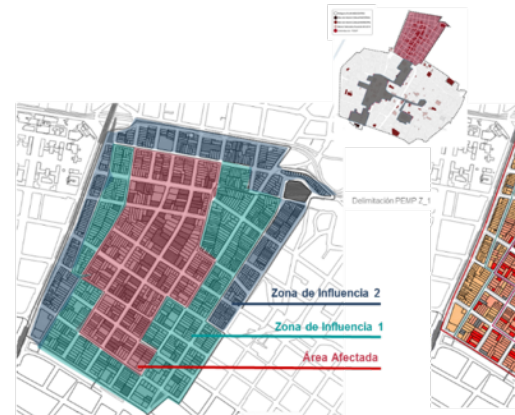 Delimitación PEMP Z_1
Zona de Influencia 2
Zona de Influencia 1
Área Afectada